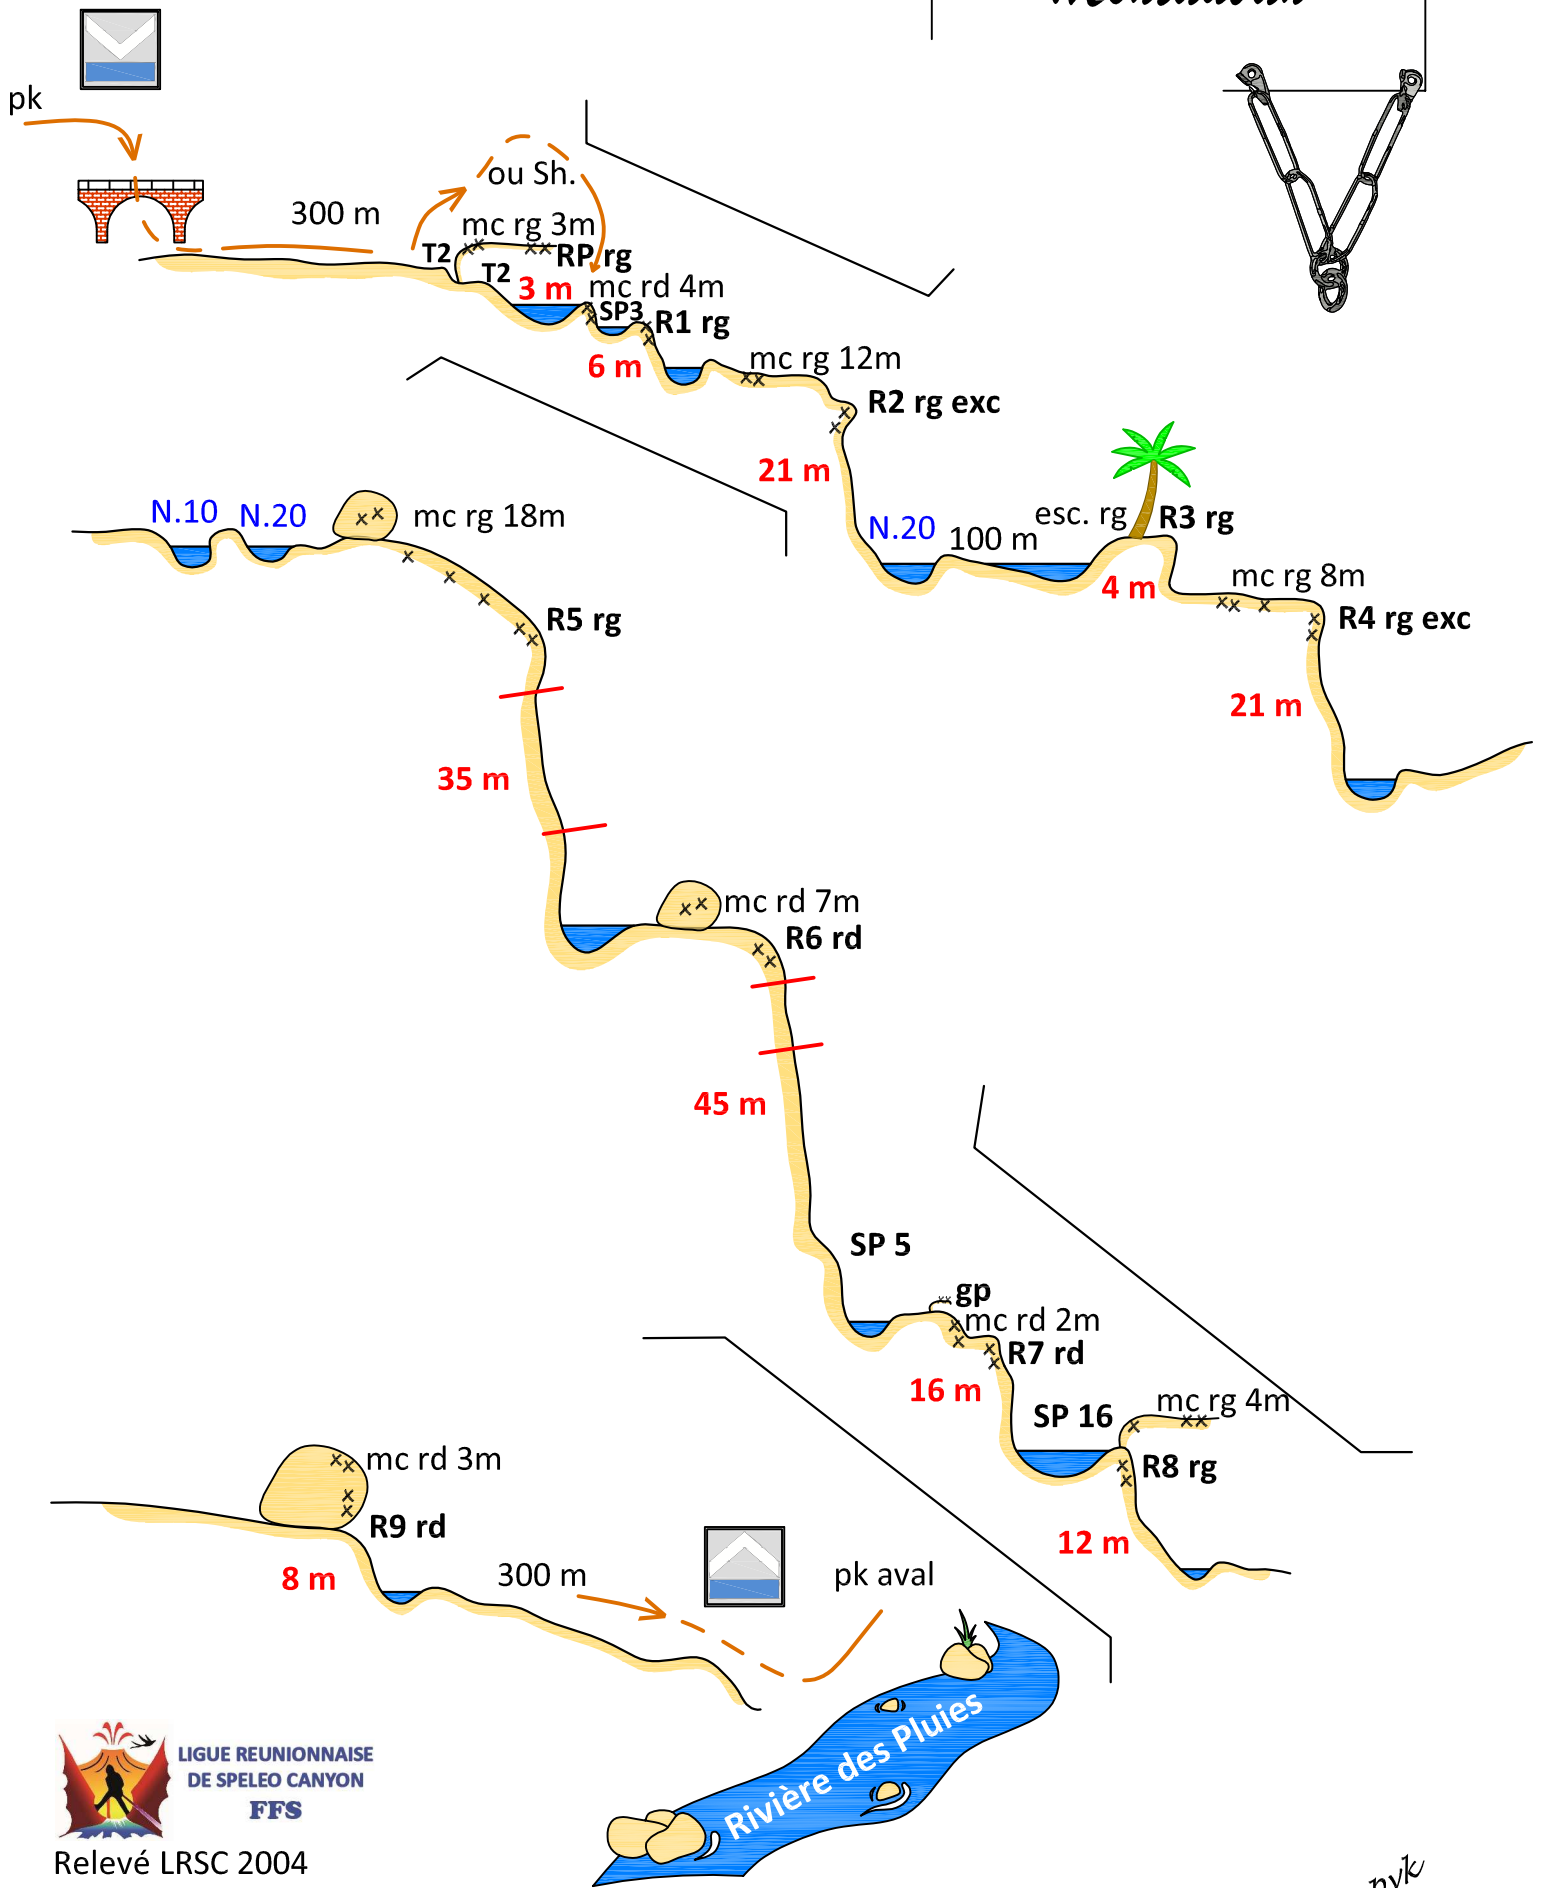 pk
300 m
ou Sh.
mc rg 3m
T2
RP rg
T2
3 m
mc rd 4m
SP3
R1 rg
6 m
mc rg 12m
R2 rg exc
21 m
N.20
100 m
esc. rg
R3 rg
4 m
mc rg 8m
R4 rg exc
21 m
N.10
N.20
mc rg 18m
R5 rg
35 m
mc rd 7m
R6 rd
45 m
SP 5
gp
mc rd 2m
R7 rd
16 m
SP 16
mc rg 4m
R8 rg
12 m
mc rd 3m
R9 rd
8 m
300 m
pk aval
Rivière des Pluies
LIGUE REUNIONNAISE
DE SPELEO CANYON
FFS
Relevé LRSC 2004